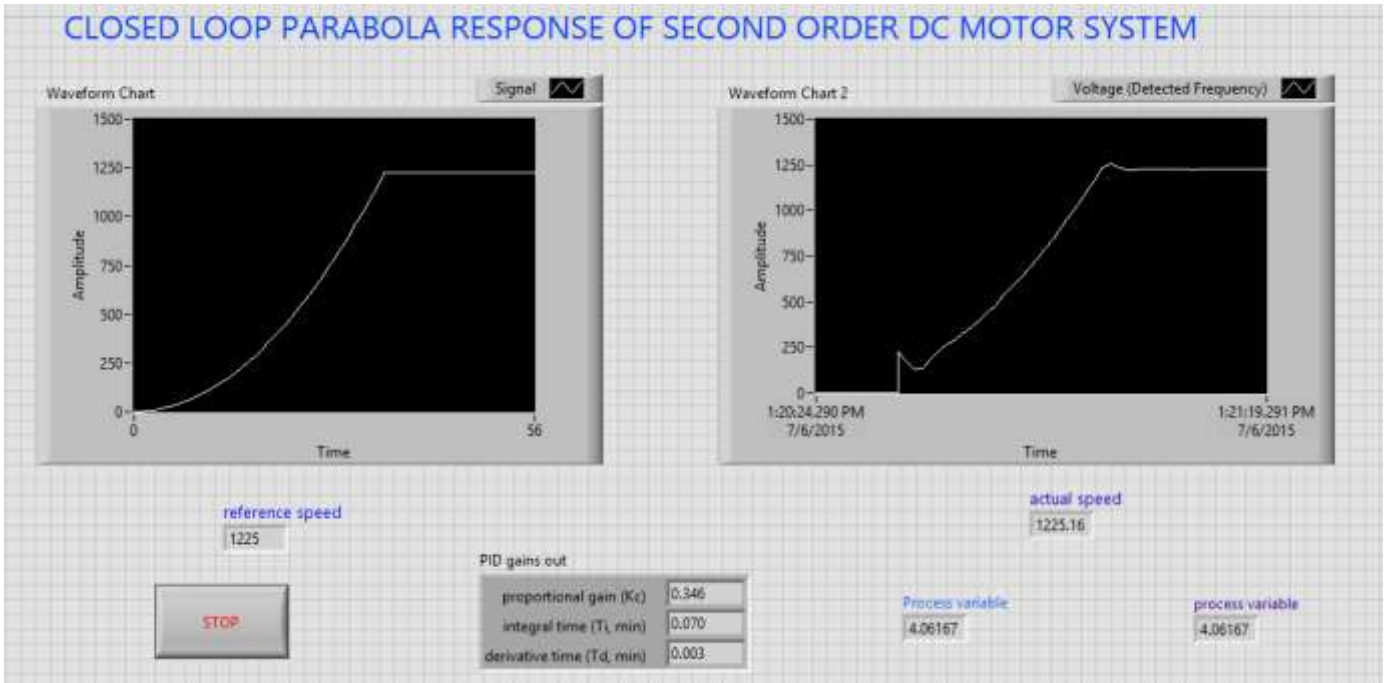 CLOSED LOOP PARABOLA RESPONSE OF SECOND ORDER DC MOTOR SYSTEM
Waveform Chart
Signal
1500
1250
1000
750
500
250
0
Amplitude
0
56
Time
Waveform Chart 2
Voltage (Detected Frequency)
1500
1250
1000
750
500
250
0
Amplitude
1:20:24.290 PM
7/6/2015
1:21:19.291 PM
7/6/2015
Time
reference speed
1225
actual speed
1225.16
STOP
PID gains out
proportional gain (Kc) 0.346
integral time (Ti, min) 0.070
derivative time (Td, min) 0.003
Process variable
4.06167
process variable
4.06167